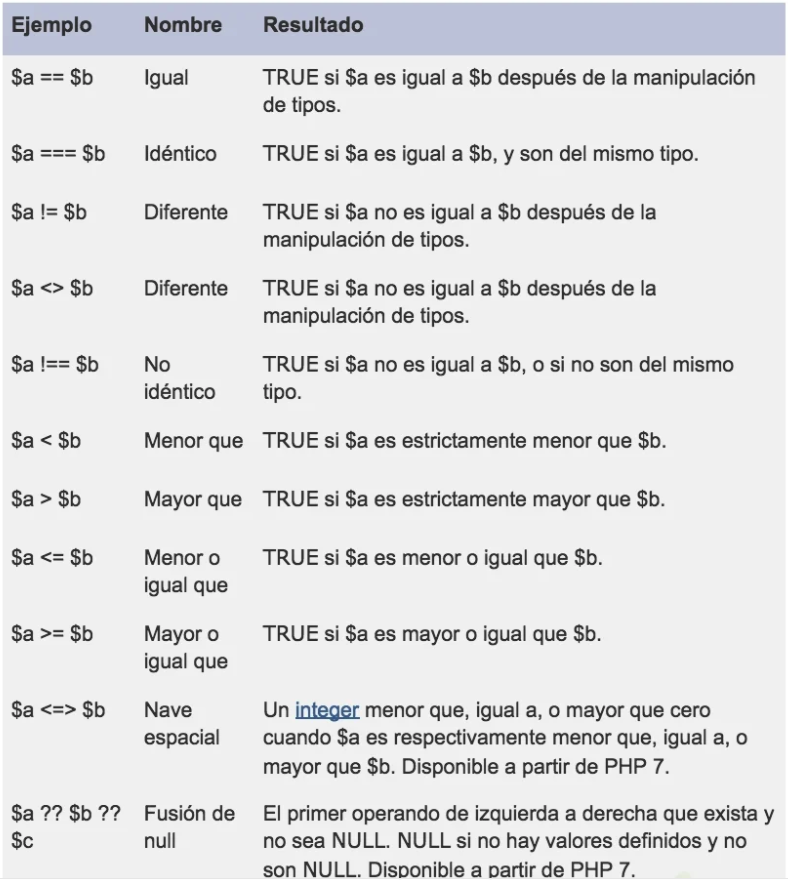 Ejemplo Nombre Resultado
$a == $b Igual TRUE si $a es igual a $b después de la manipulación
de tipos.
$a === $b Idéntico TRUE si $a es igual a $b, y son del mismo tipo.
$a != $b Diferente TRUE si $a no es igual a $b después de la
manipulación de tipos.
$a <> $b Diferente TRUE si $a no es igual a $b después de la
manipulación de tipos.
$a !== $b No TRUE si $a no es igual a $b, o si no son del mismo
idéntico tipo.
$a < $b Menor que TRUE si $a es estrictamente menor que $b.
$a > $b Mayor que TRUE si $a es estrictamente mayor que $b.
$a <= $b Menor o TRUE si $a es menor o igual que $b.
igual que
$a >= $b Mayor o TRUE si $a es mayor o igual que $b.
igual que
$a <=> $b Nave Un integer menor que, igual a, o mayor que cero
espacial cuando $a es respectivamente menor que, igual a, o
mayor que $b. Disponible a partir de PHP 7.
$a ?? $b ?? Fusión de El primer operando de izquierda a derecha que exista y
$c null no sea NULL. NULL si no hay valores definidos y no
son NULL. Disponible a partir de PHP 7.